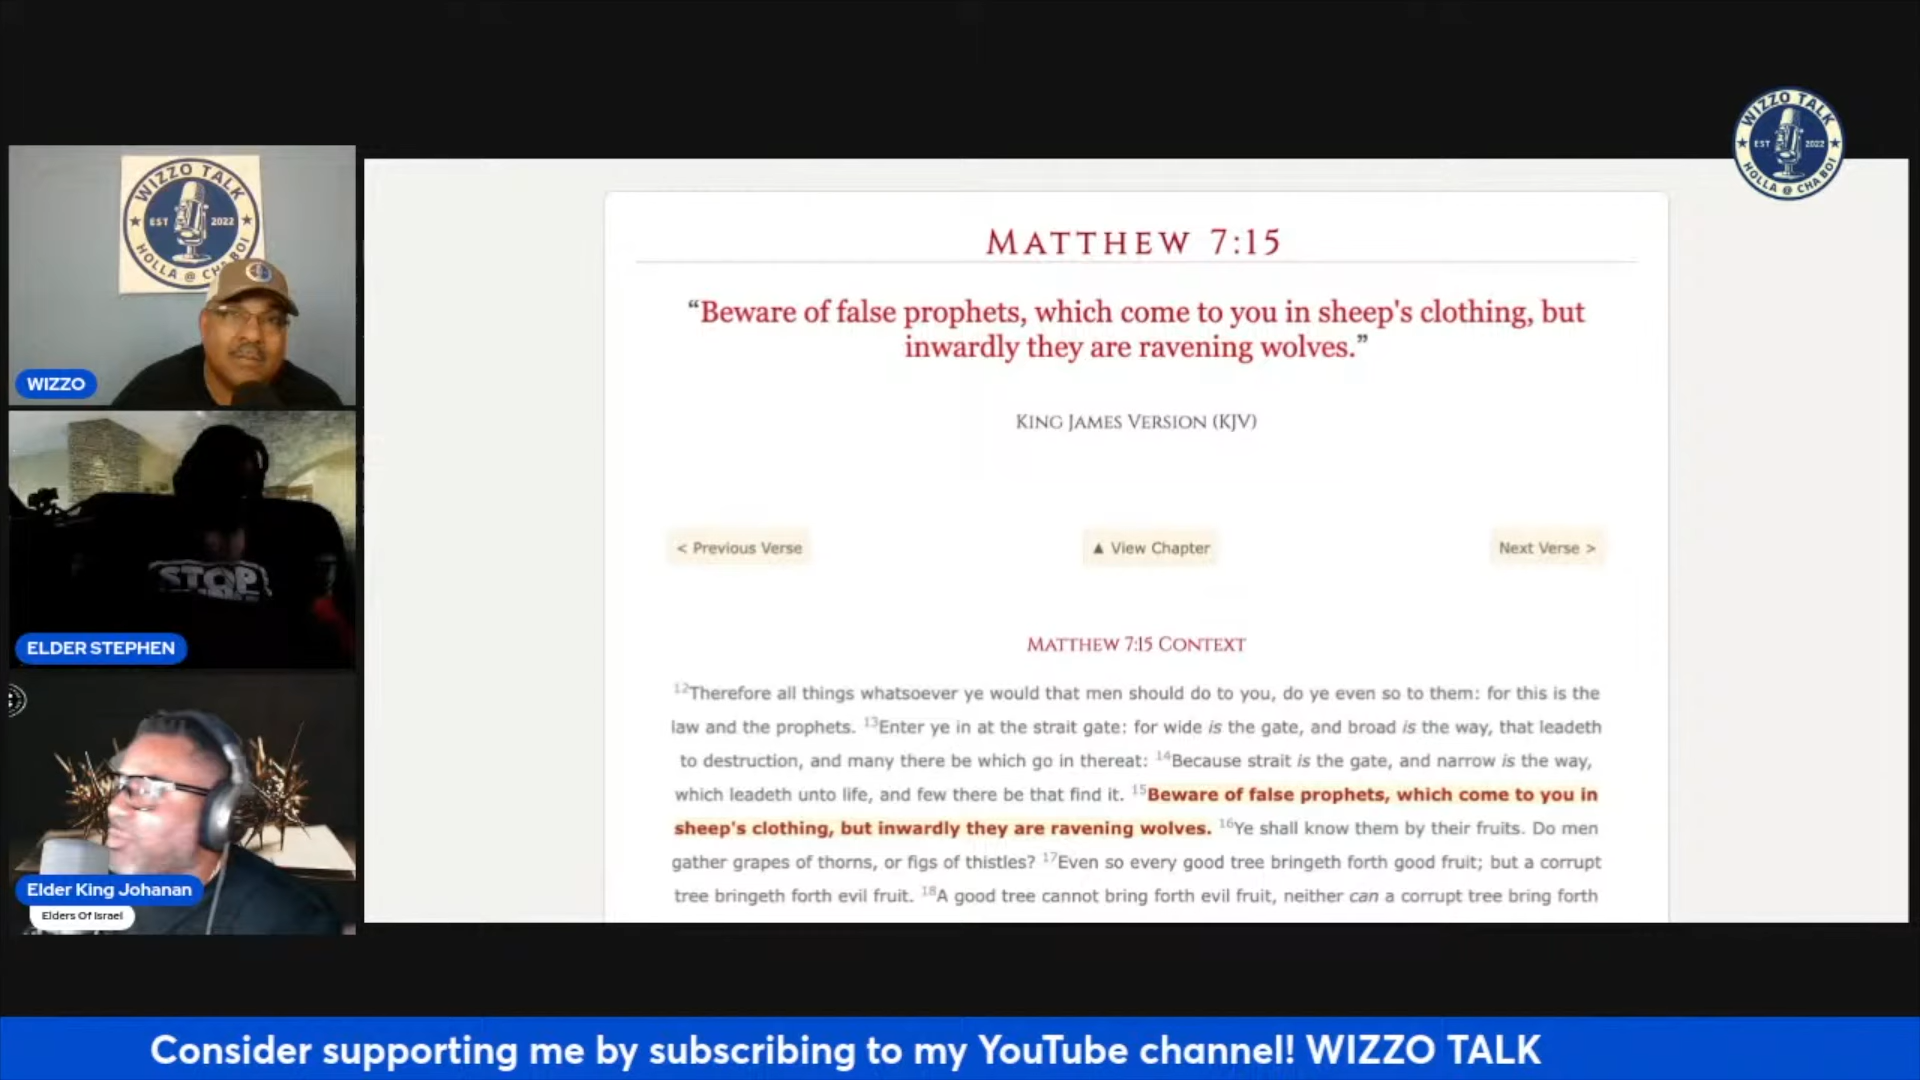 WIZZO TALK
EST 2022
HOLLA @ CHA BOI
WIZZO TALK
EST 2022
HOLLA @ CHA BOI
WIZZO
STOP
ELDER STEPHEN
Elder King Johanan
Elders Of Israel
MATTHEW 7:15
“Beware of false prophets, which come to you in sheep's clothing, but
inwardly they are ravening wolves.”
KING JAMES VERSION (KJV)
< Previous Verse
▲ View Chapter
Next Verse >
MATTHEW 7:15 CONTEXT
12Therefore all things whatsoever ye would that men should do to you, do ye even so to them: for this is the
law and the prophets. 13Enter ye in at the strait gate: for wide is the gate, and broad is the way, that leadeth
to destruction, and many there be which go in thereat: 14Because strait is the gate, and narrow is the way,
which leadeth unto life, and few there be that find it. 15Beware of false prophets, which come to you in
sheep's clothing, but inwardly they are ravening wolves. 16Ye shall know them by their fruits. Do men
gather grapes of thorns, or figs of thistles? 17Even so every good tree bringeth forth good fruit; but a corrupt
tree bringeth forth evil fruit. 18A good tree cannot bring forth evil fruit, neither can a corrupt tree bring forth
Consider supporting me by subscribing to my YouTube channel! WIZZO TALK